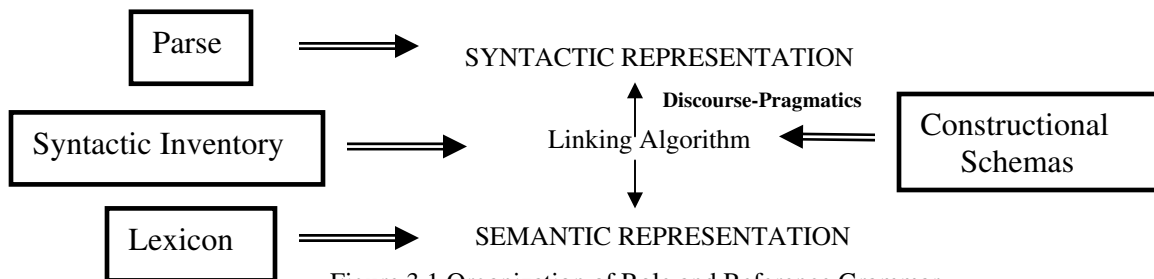 Parse
SYNTACTIC REPRESENTATION
Discourse-Pragmatics
Syntactic Inventory
Linking Algorithm
Constructional
Schemas
Lexicon
SEMANTIC REPRESENTATION
Figure 3.1 Organisation of Role and Reference Grammar